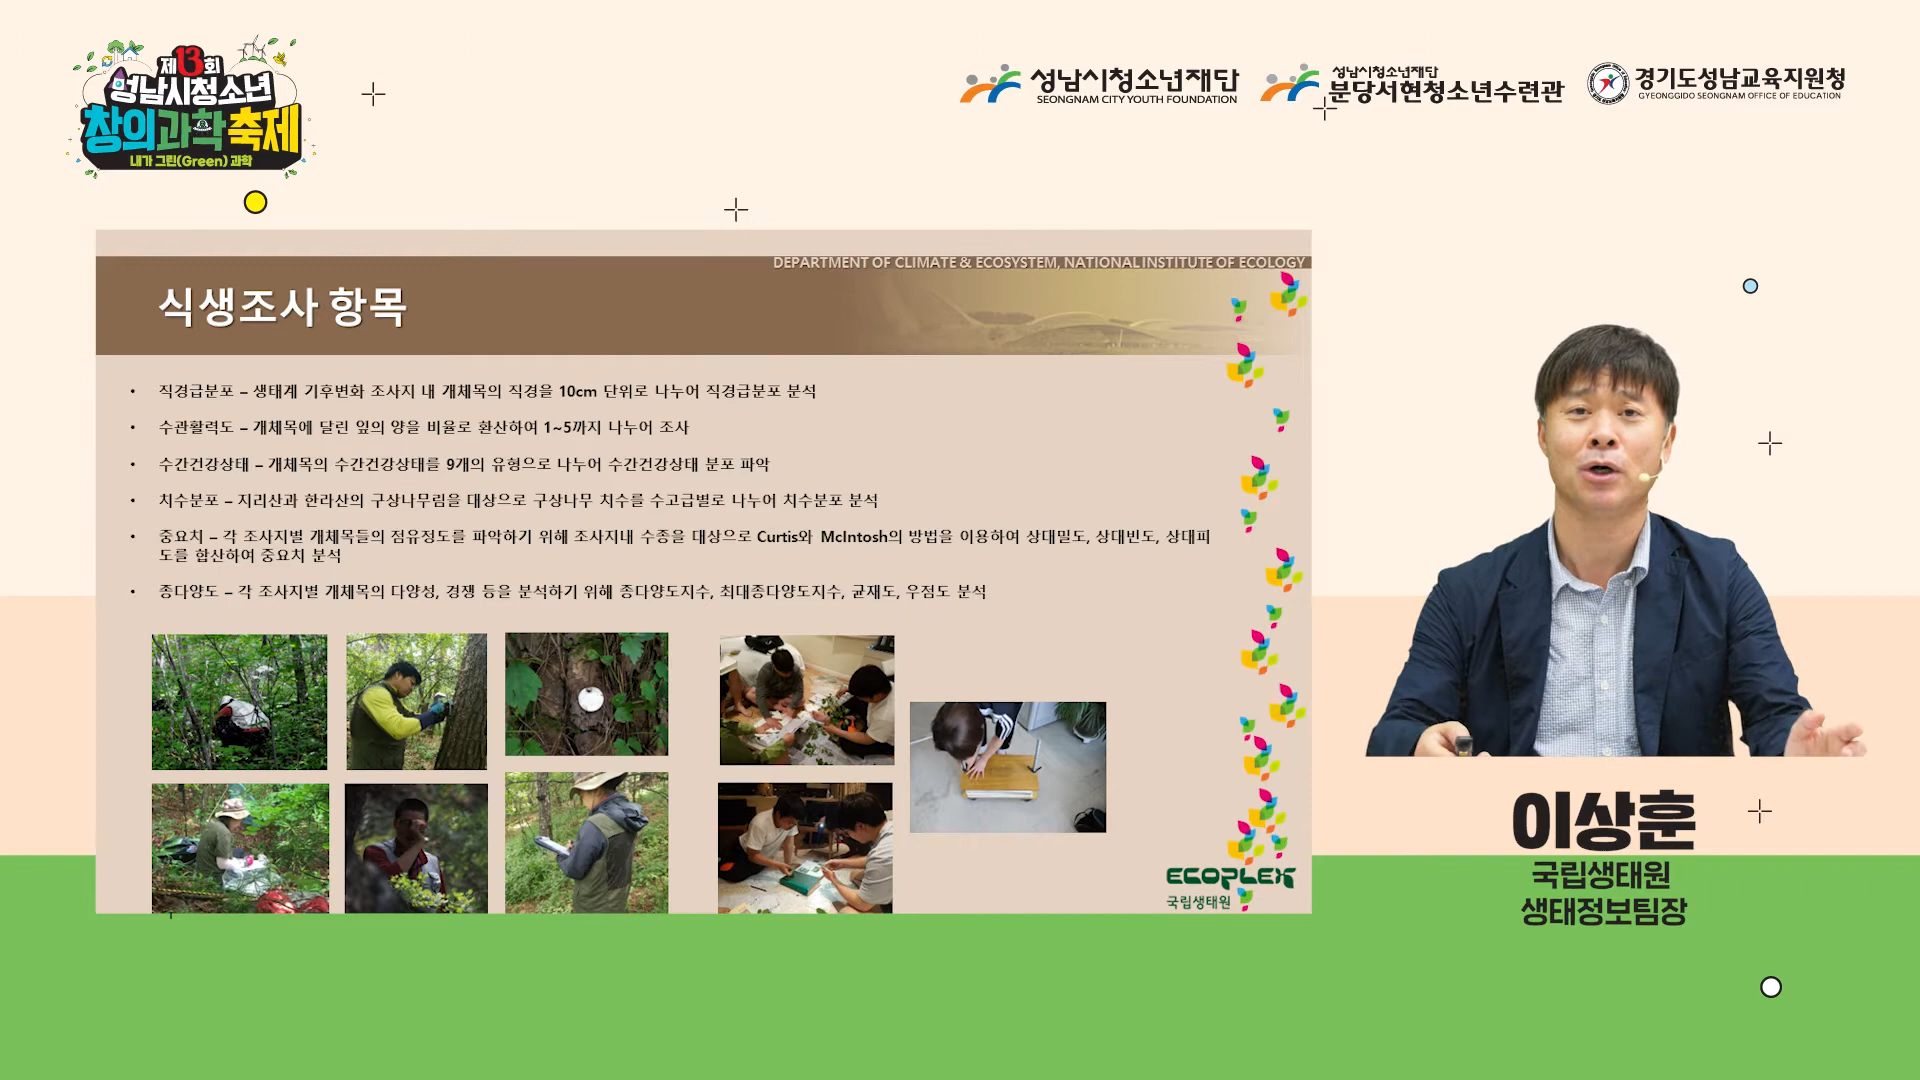 제13회
성남시청소년
창의과학축제
내가 그린(Green) 과학
성남시청소년재단
SEONGNAM CITY YOUTH FOUNDATION
성남시청소년재단
분당서현청소년수련관
경기도성남교육지원청
GYEONGGIDO SEONGNAM OFFICE OF EDUCATION
DEPARTMENT OF CLIMATE & ECOSYSTEM, NATIONAL INSTITUTE OF ECOLOGY
식생조사 항목
• 직경급분포 – 생태계 기후변화 조사지 내 개체목의 직경을 10cm 단위로 나누어 직경급분포 분석
• 수관활력도 – 개체목에 달린 잎의 양을 비율로 환산하여 1~5까지 나누어 조사
• 수간건강상태 – 개체목의 수간건강상태를 9개의 유형으로 나누어 수간건강상태 분포 파악
• 치수분포 – 지리산과 한라산의 구상나무림을 대상으로 구상나무 치수를 수고급별로 나누어 치수분포 분석
• 중요치 – 각 조사지별 개체목들의 점유정도를 파악하기 위해 조사지내 수종을 대상으로 Curtis와 McIntosh의 방법을 이용하여 상대밀도, 상대빈도, 상대피
도를 합산하여 중요치 분석
• 종다양도 – 각 조사지별 개체목의 다양성, 경쟁 등을 분석하기 위해 종다양도지수, 최대종다양도지수, 균재도, 우점도 분석
ECOPLEX
국립생태원
이상훈
국립생태원
생태정보팀장